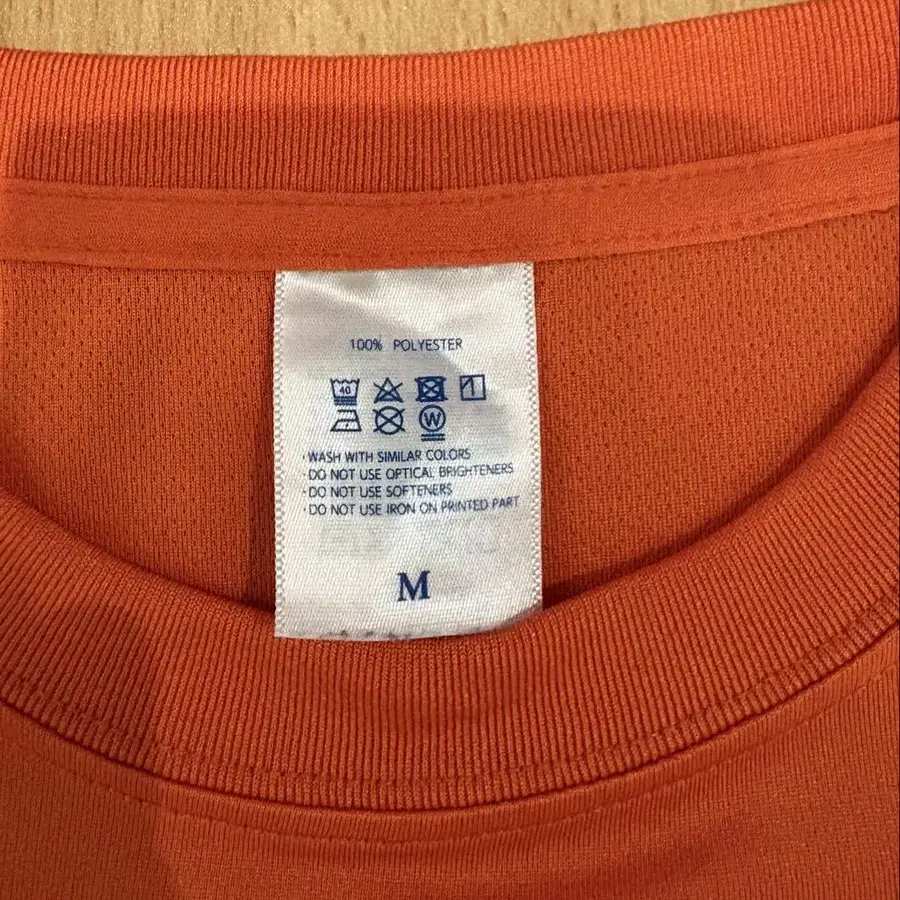 100% POLYESTER
40
W
·WASH WITH SIMILAR COLORS
·DO NOT USE OPTICAL BRIGHTENERS
·DO NOT USE SOFTENERS
·DO NOT USE IRON ON PRINTED PART
M